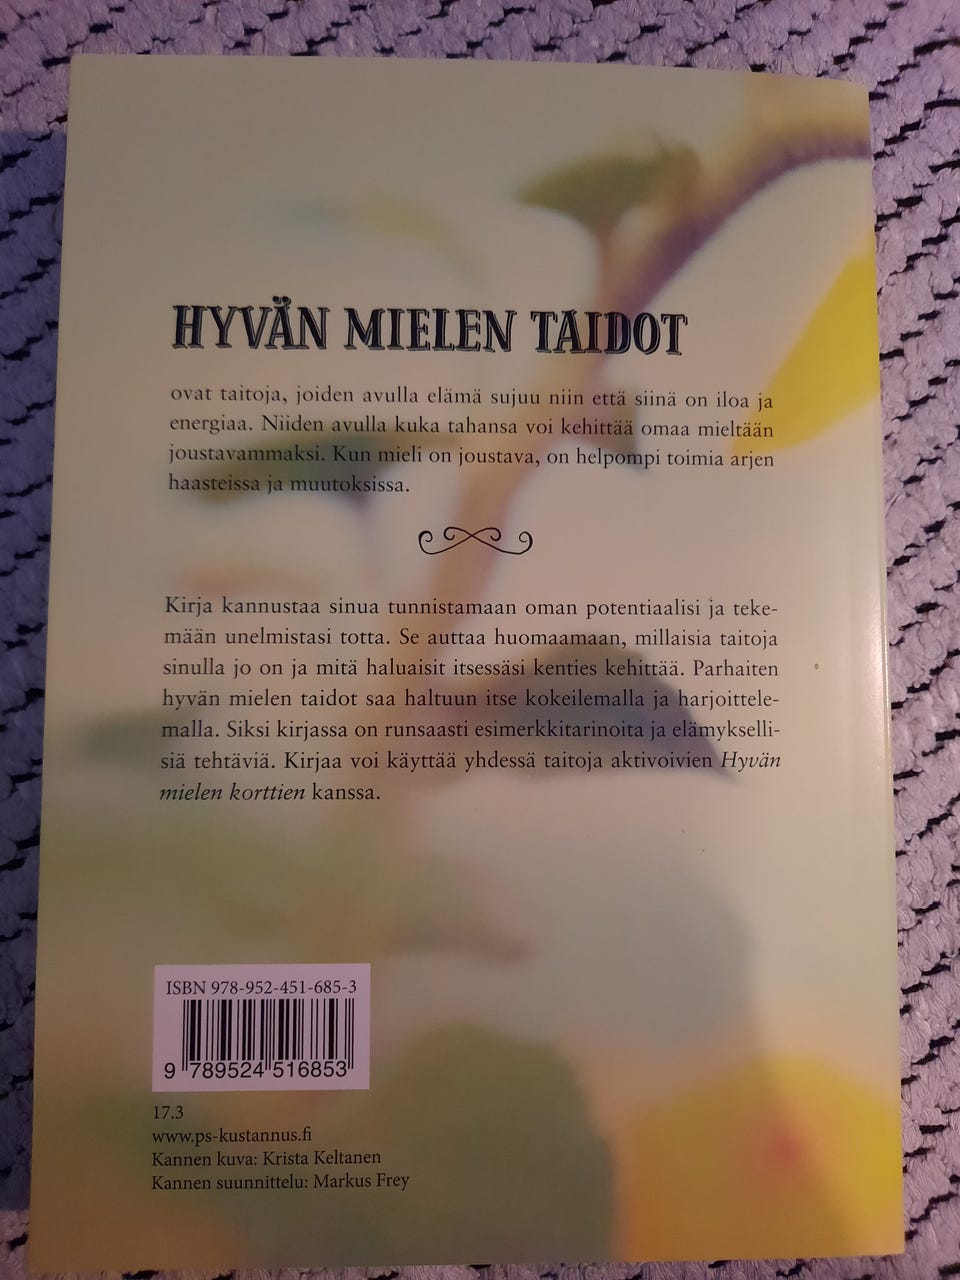 HYVÄN MIELEN TAIDOT
ovat taitoja, joiden avulla elämä sujuu niin että siinä on iloa ja
energiaa. Niiden avulla kuka tahansa voi kehittää omaa mieltään
joustavammaksi. Kun mieli on joustava, on helpompi toimia arjen
haasteissa ja muutoksissa.
Kirja kannustaa sinua tunnistamaan oman potentiaalisi ja teke-
mään unelmistasi totta. Se auttaa huomaamaan, millaisia taitoja
sinulla jo on ja mitä haluaisit itsessäsi kenties kehittää. Parhaiten
hyvän mielen taidot saa haltuun itse kokeilemalla ja harjoittele-
malla. Siksi kirjassa on runsaasti esimerkkitarinoita ja elämykselli-
siä tehtäviä. Kirjaa voi käyttää yhdessä taitoja aktivoivien Hyvän
mielen korttien kanssa.
ISBN 978-952-451-685-3
9 789524 516853
17.3
www.ps-kustannus.fi
Kannen kuva: Krista Keltanen
Kannen suunnittelu: Markus Frey